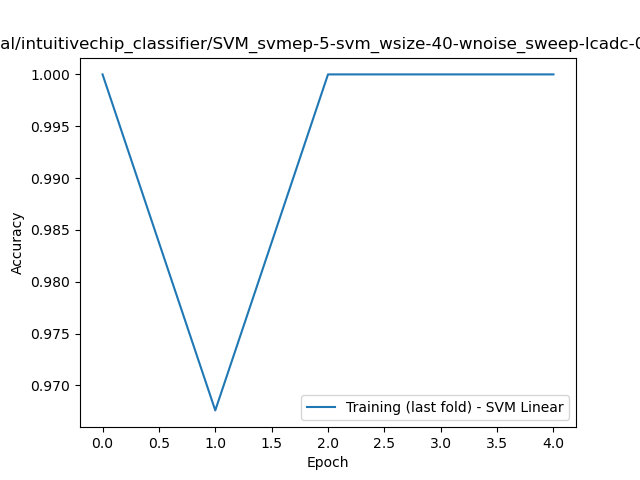 al/intuitivechip_classifier/SVM_svmep-5-svm_wsize-40-wnoise_sweep-lcadc-0
1.000
0.995
0.990
0.985
0.980
0.975
0.970
Accuracy
Training (last fold) - SVM Linear
0.0 0.5 1.0 1.5 2.0 2.5 3.0 3.5 4.0
Epoch